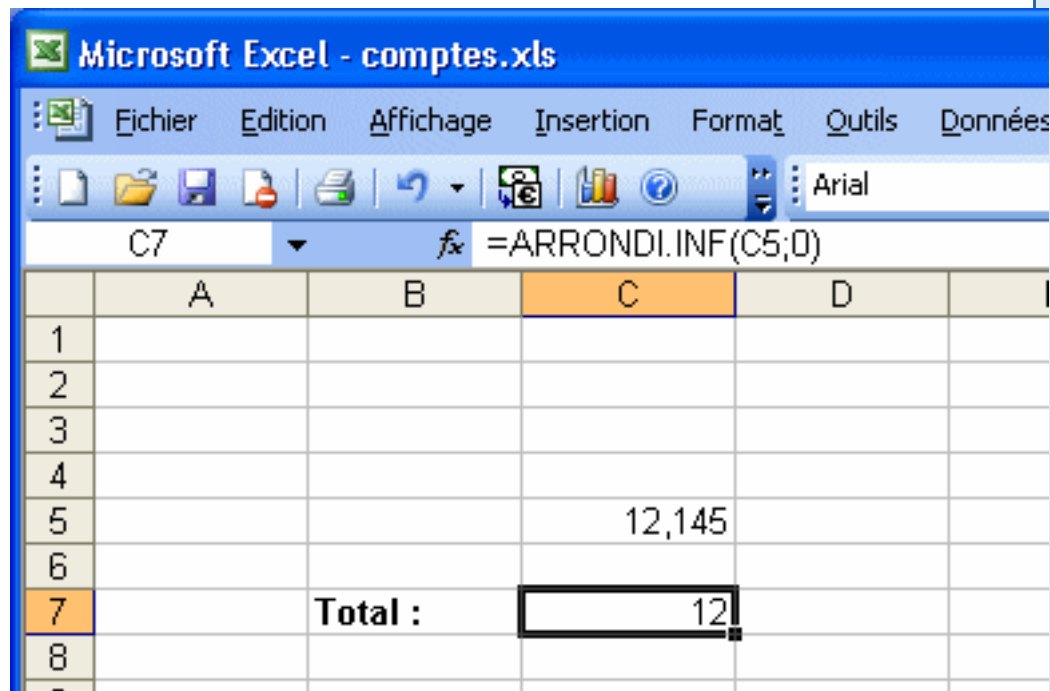 Microsoft Excel - comptes.xls
Fichier Edition Affichage Insertion Format Outils Données
Arial
C7 fx =ARRONDI.INF(C5;0)
A B C D
1
2
3
4
5 12,145
6
7 Total : 12
8